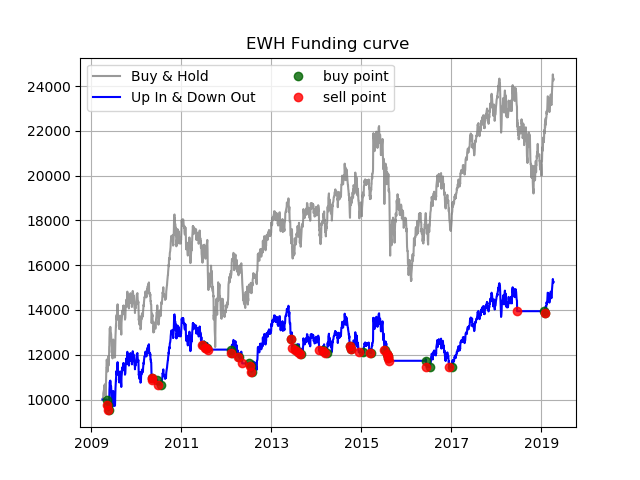 EWH Funding curve
Buy & Hold
Up In & Down Out
buy point
sell point
24000
22000
20000
18000
16000
14000
12000
10000
2009 2011 2013 2015 2017 2019